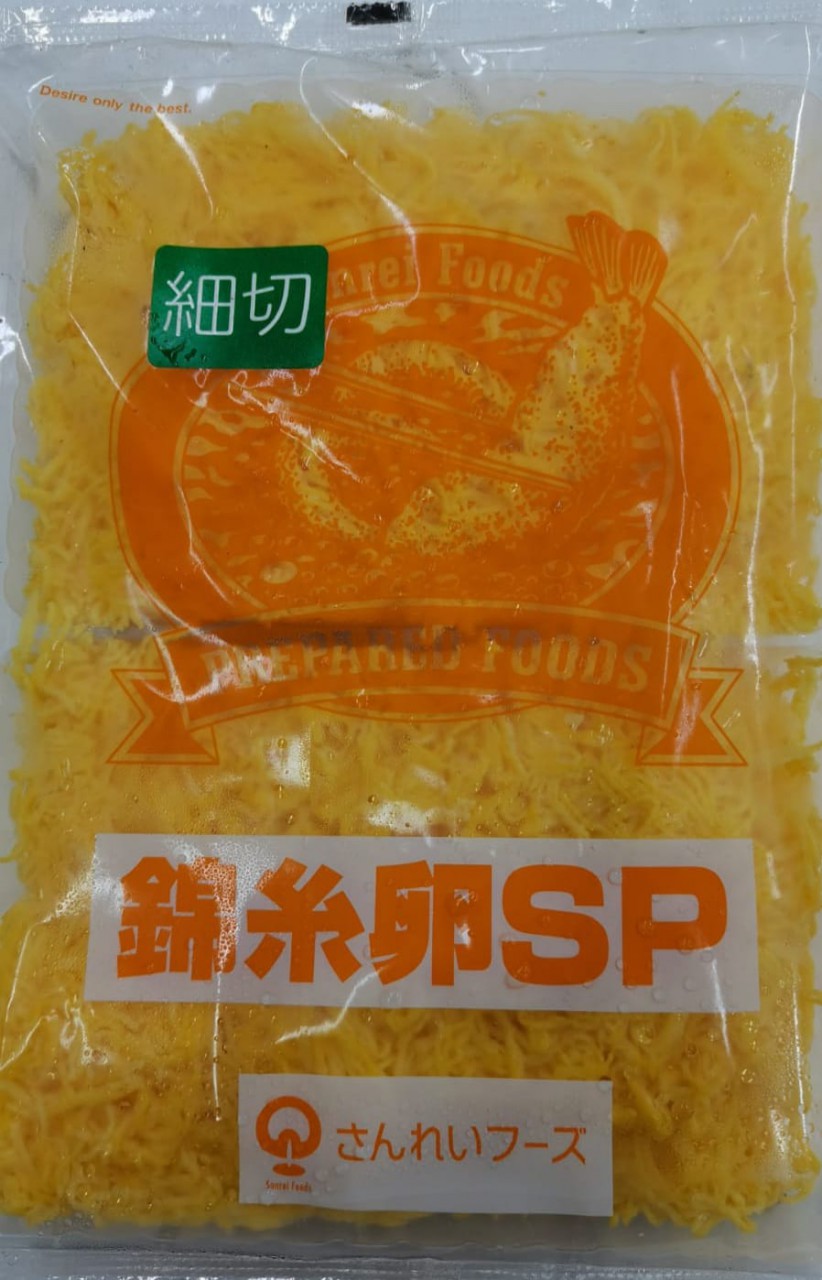 Desire only the best.
細切
Sanrei Foods
PREPARED FOODS
錦糸卵SP
さんれいフーズ
Sanrei Foods